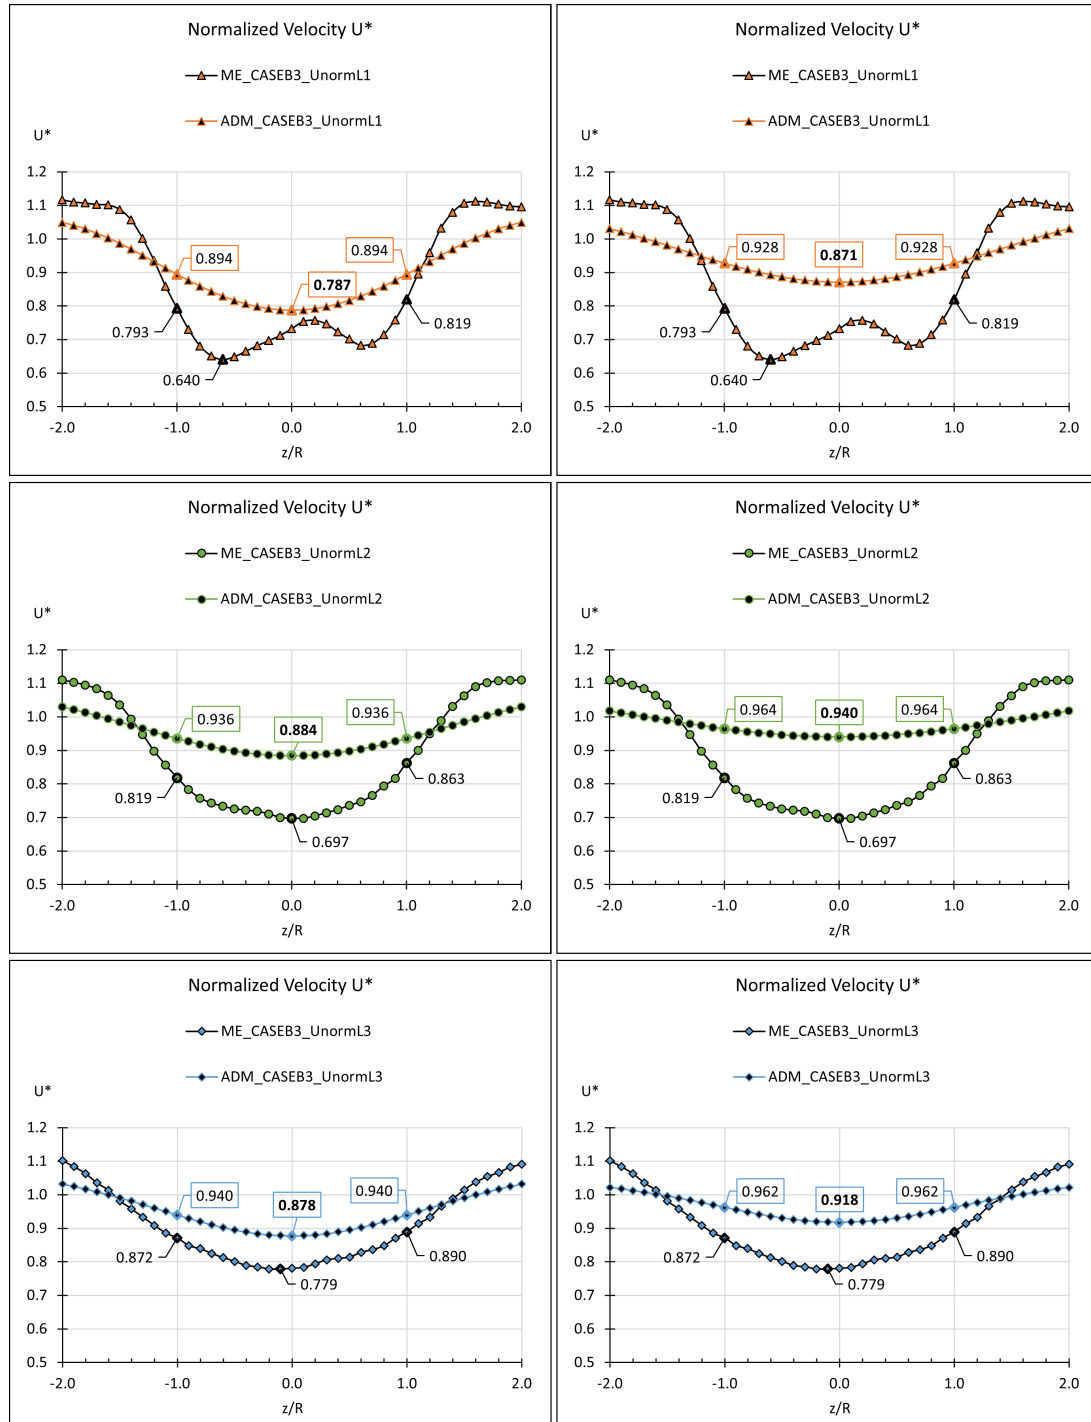 Normalized Velocity U*
ME_CASEB3_UnormL1
ADM_CASEB3_UnormL1
U*
1.2
1.1
1.0
0.9
0.8
0.7
0.6
0.5
0.894
0.894
0.787
0.793
0.819
0.640
-2.0 -1.0 0.0 1.0 2.0
z/R
Normalized Velocity U*
ME_CASEB3_UnormL1
ADM_CASEB3_UnormL1
U*
1.2
1.1
1.0
0.9
0.8
0.7
0.6
0.5
0.928
0.871
0.928
0.793
0.819
0.640
-2.0 -1.0 0.0 1.0 2.0
z/R
Normalized Velocity U*
ME_CASEB3_UnormL2
ADM_CASEB3_UnormL2
U*
1.2
1.1
1.0
0.9
0.8
0.7
0.6
0.5
0.936
0.884
0.936
0.819
0.863
0.697
-2.0 -1.0 0.0 1.0 2.0
z/R
Normalized Velocity U*
ME_CASEB3_UnormL2
ADM_CASEB3_UnormL2
U*
1.2
1.1
1.0
0.9
0.8
0.7
0.6
0.5
0.964
0.940
0.964
0.819
0.863
0.697
-2.0 -1.0 0.0 1.0 2.0
z/R
Normalized Velocity U*
ME_CASEB3_UnormL3
ADM_CASEB3_UnormL3
U*
1.2
1.1
1.0
0.9
0.8
0.7
0.6
0.5
0.940
0.878
0.940
0.872
0.890
0.779
-2.0 -1.0 0.0 1.0 2.0
z/R
Normalized Velocity U*
ME_CASEB3_UnormL3
ADM_CASEB3_UnormL3
U*
1.2
1.1
1.0
0.9
0.8
0.7
0.6
0.5
0.962
0.918
0.962
0.872
0.890
0.779
-2.0 -1.0 0.0 1.0 2.0
z/R